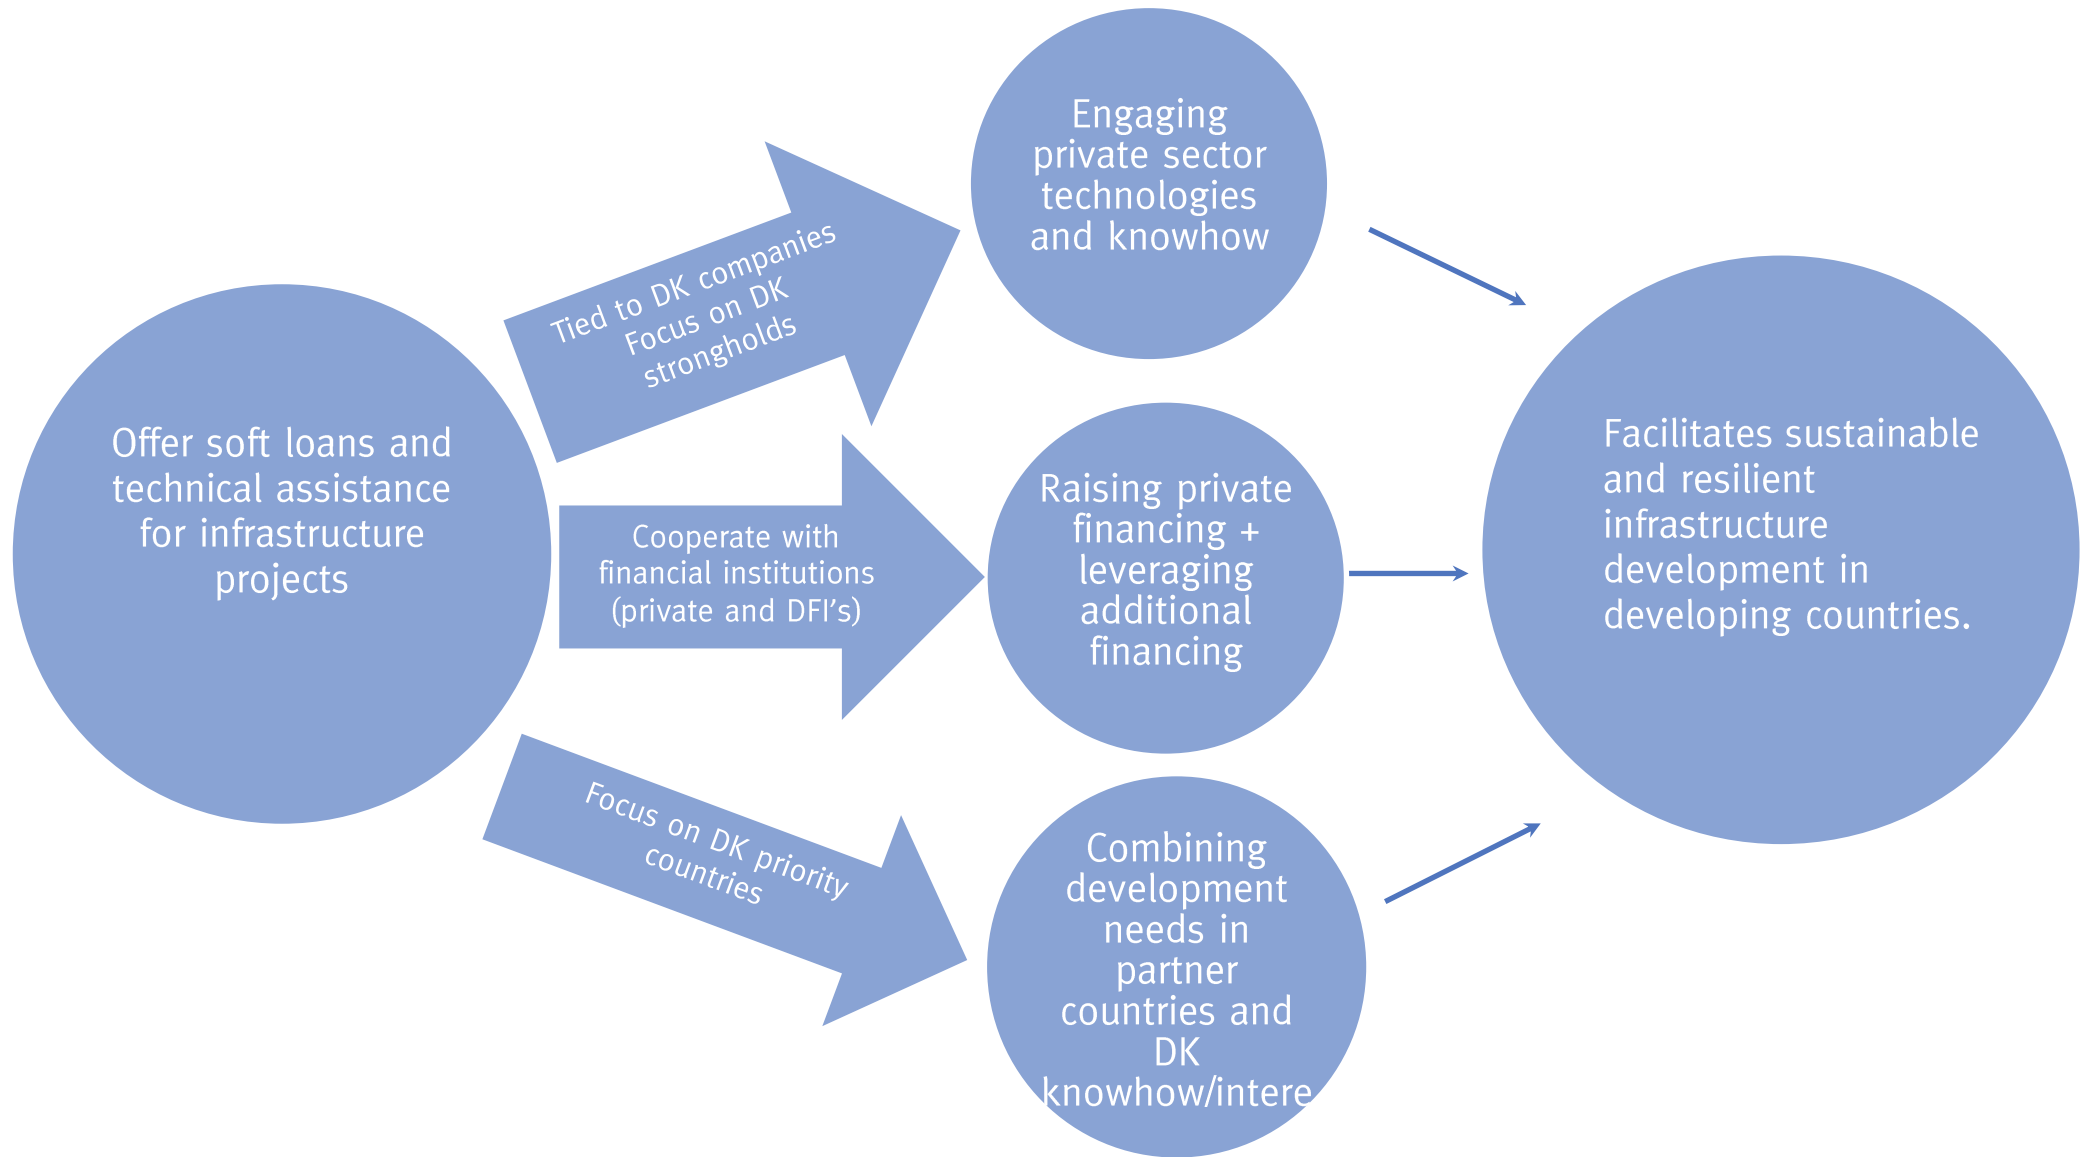 Offer soft loans and
technical assistance
for infrastructure
projects
Tied to DK companies
Focus on DK
strongholds
Cooperate with
financial institutions
(private and DFI's)
Focus on DK priority
countries
Engaging
private sector
technologies
and knowhow
Raising private
financing +
leveraging
additional
financing
Combining
development
needs in
partner
countries and
DK
knowhow/intere
Facilitates sustainable
and resilient
infrastructure
development in
developing countries.